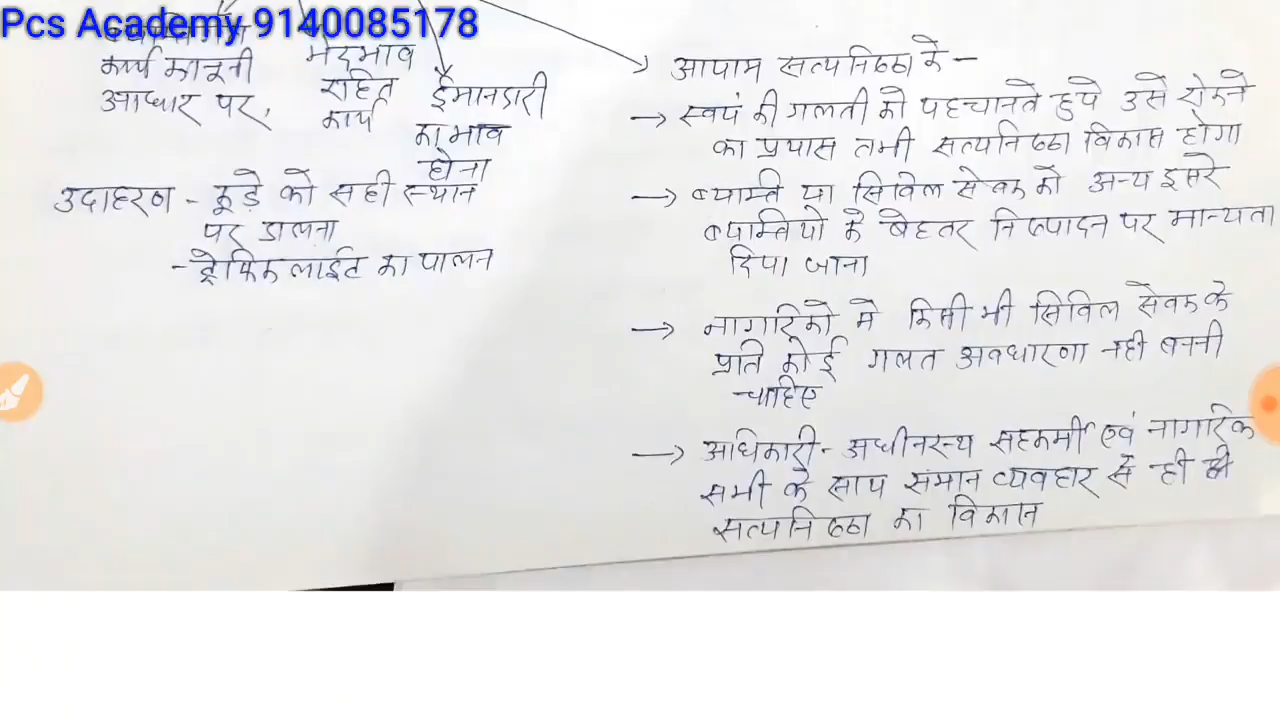 Pcs Academy 9140085178
कार्य कानूनी
आधार पर,
भेदभाव
रहित
कार्य
ईमानदारी
का भाव
होना
उदाहरण - कूड़े को सही स्थान
पर डालना
- ट्रैफिक लाईट का पालन
आयाम सत्यनिष्ठा के -
→ स्वयं की गलती को पहचानते हुये उसे रोकने
का प्रयास तभी सत्यनिष्ठा विकास होगा
→ व्यक्ति या सिविल सेवक को अन्य दूसरे
व्यक्तियो के बेहतर निष्पादन पर मान्यता
दिया जाना
→ नागरिको मे किसी भी सिविल सेवक के
प्रति कोई गलत अवधारणा नही बननी
चाहिए
→ अधिकारी - अधीनस्थ सहकर्मी एवं नागरिक
सभी के साथ समान व्यवहार से ही
सत्यनिष्ठा का विकास